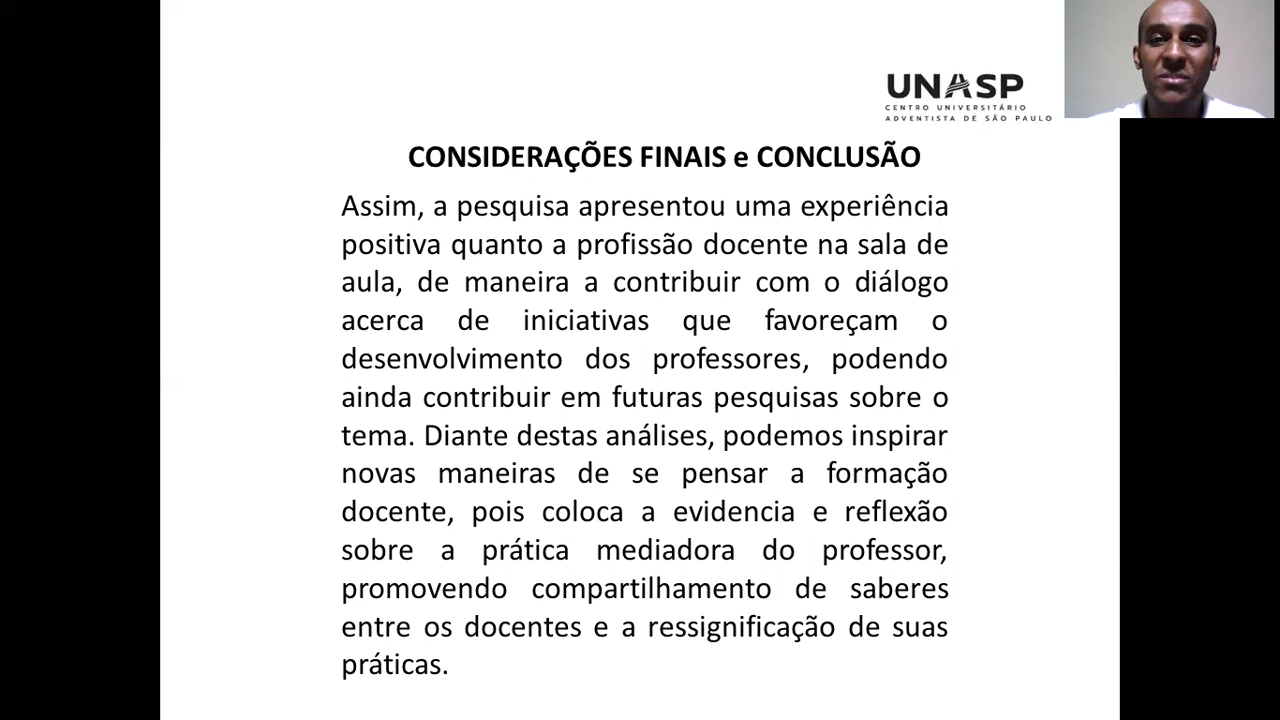 UNASP
CENTRO UNIVERSITÁRIO
ADVENTISTA DE SÃO PAULO
CONSIDERAÇÕES FINAIS e CONCLUSÃO
Assim, a pesquisa apresentou uma experiência
positiva quanto a profissão docente na sala de
aula, de maneira a contribuir com o diálogo
acerca de iniciativas que favoreçam o
desenvolvimento dos professores, podendo
ainda contribuir em futuras pesquisas sobre o
tema. Diante destas análises, podemos inspirar
novas maneiras de se pensar a formação
docente, pois coloca a evidencia e reflexão
sobre a prática mediadora do professor,
promovendo compartilhamento de saberes
entre os docentes e a ressignificação de suas
práticas.